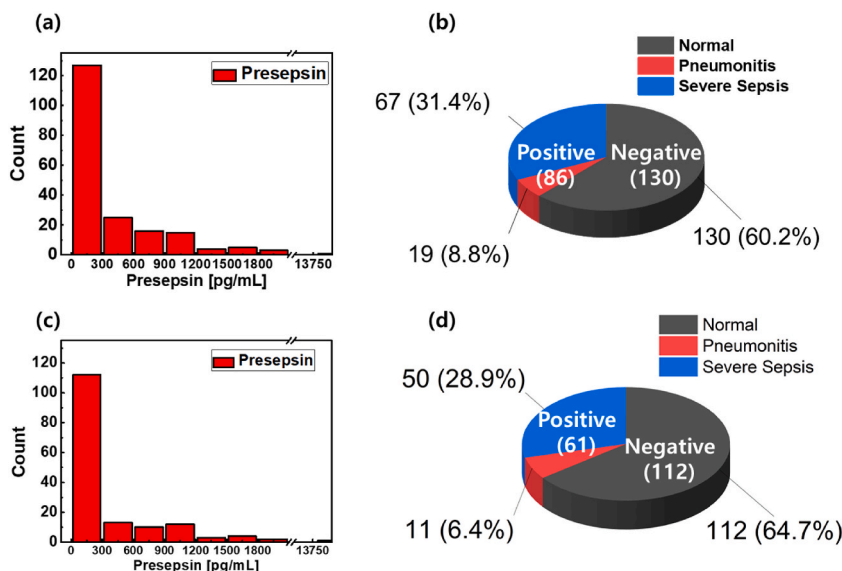 (a)
Presepsin
Count
120
100
80
60
40
20
0
0 300 600 900 1200 1500 1800 13750
Presepsin [pg/mL]
(b)
Normal
Pneumonitis
Severe Sepsis
67 (31.4%)
Positive
(86)
Negative
(130)
19 (8.8%)
130 (60.2%)
(c)
Presepsin
Count
120
100
80
60
40
20
0
0 300 600 900 1200 1500 1800 13750
Presepsin [pg/mL]
(d)
Normal
Pneumonitis
Severe Sepsis
50 (28.9%)
Positive
(61)
Negative
(112)
11 (6.4%)
112 (64.7%)